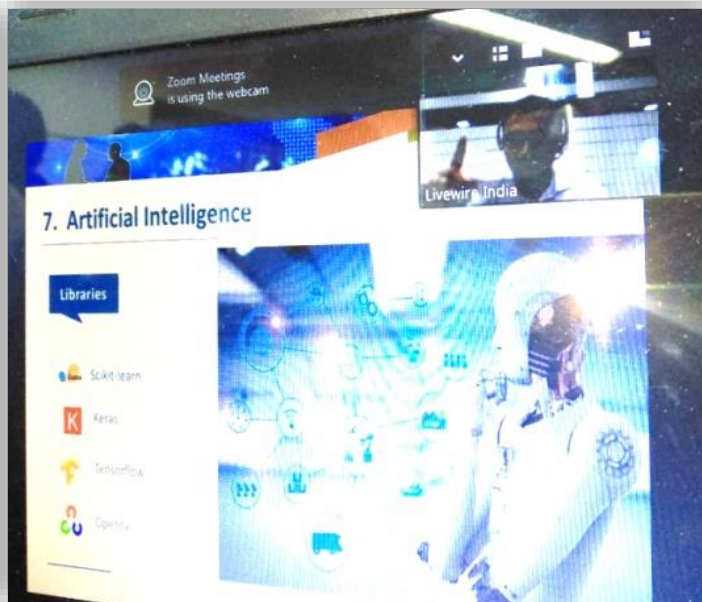 Zoom Meetings
is using the webcam
Livewire India
7. Artificial Intelligence
Libraries
Scikit-learn
K
Keras
Tensorflow
Opencv